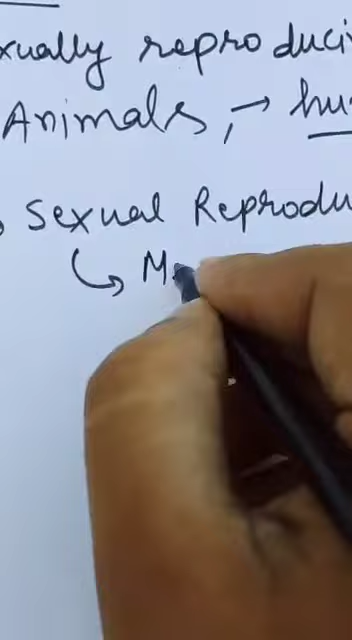 xually reproduci
Animals, → hu
Sexual Reprodu
↳ M